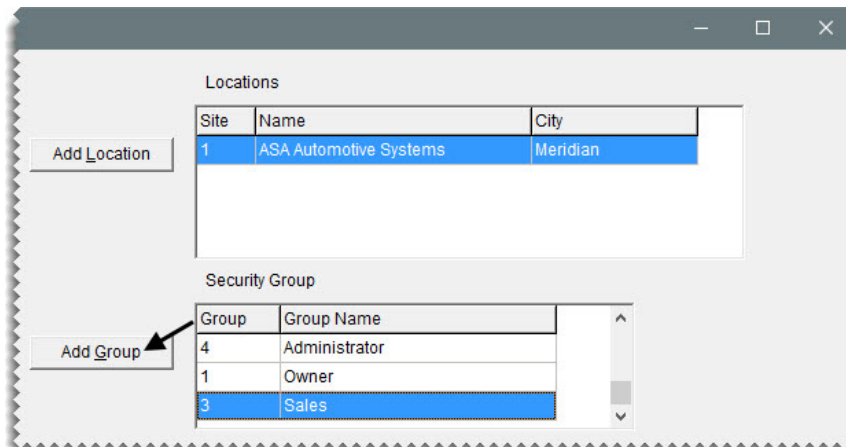 Locations
Site Name City
Add Location
1 ASA Automotive Systems Meridian
Security Group
Group Group Name
Add Group
4 Administrator
1 Owner
3 Sales